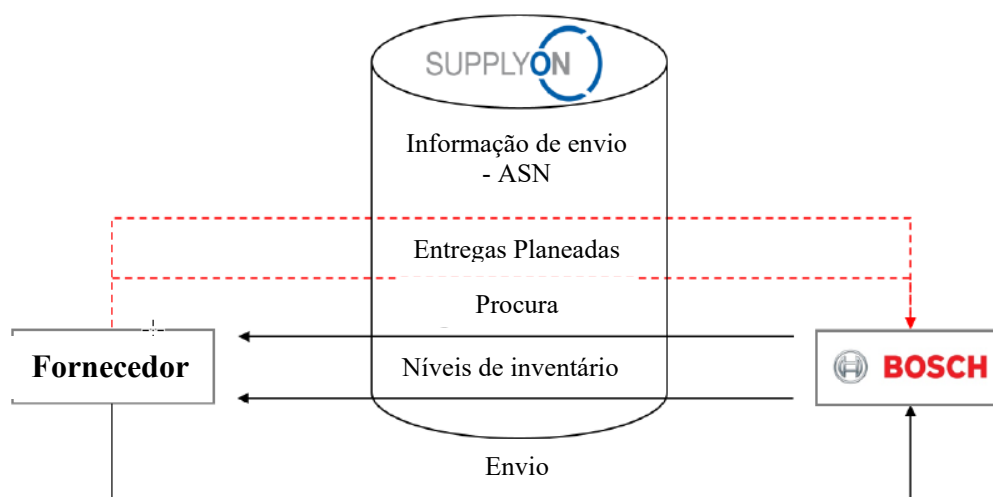 SUPPLYON
Informação de envio
- ASN
Entregas Planeadas
Procura
Fornecedor
Níveis de inventário
BOSCH
Envio